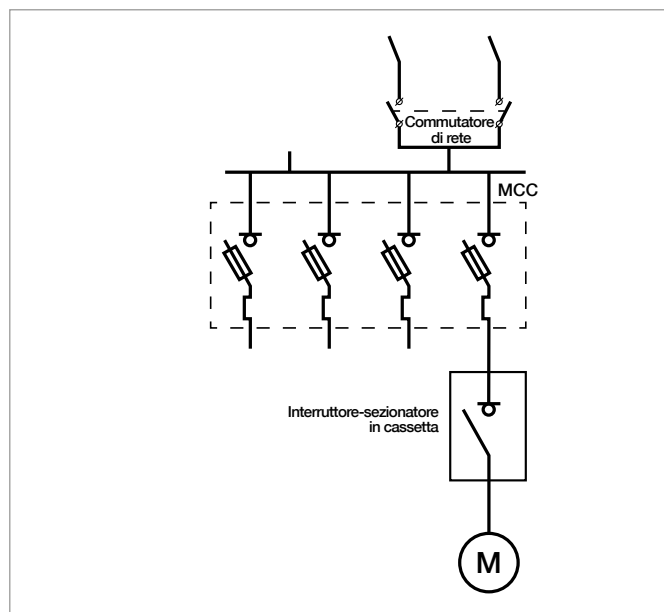 Commutatore
di rete
MCC
Interruttore-sezionatore
in cassetta
M